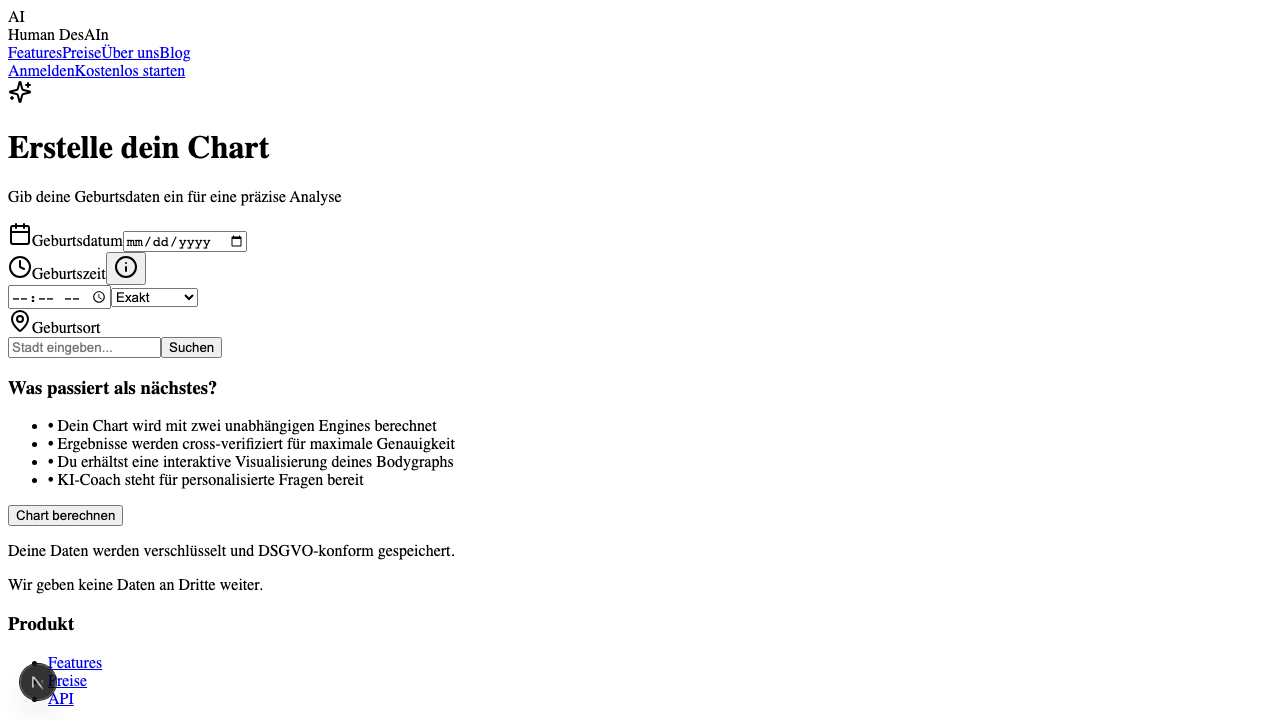 AI
Human DesAIn
FeaturesPreiseÜber unsBlog
AnmeldenKostenlos starten
Erstelle dein Chart
Gib deine Geburtsdaten ein für eine präzise Analyse
Geburtsdatum mm/dd/yyyy
Geburtszeit
--:-- -- Exakt
Geburtsort
Stadt eingeben... Suchen
Was passiert als nächstes?
• Dein Chart wird mit zwei unabhängigen Engines berechnet
• Ergebnisse werden cross-verifiziert für maximale Genauigkeit
• Du erhältst eine interaktive Visualisierung deines Bodygraphs
• KI-Coach steht für personalisierte Fragen bereit
Chart berechnen
Deine Daten werden verschlüsselt und DSGVO-konform gespeichert.
Wir geben keine Daten an Dritte weiter.
Produkt
Features
Preise
API